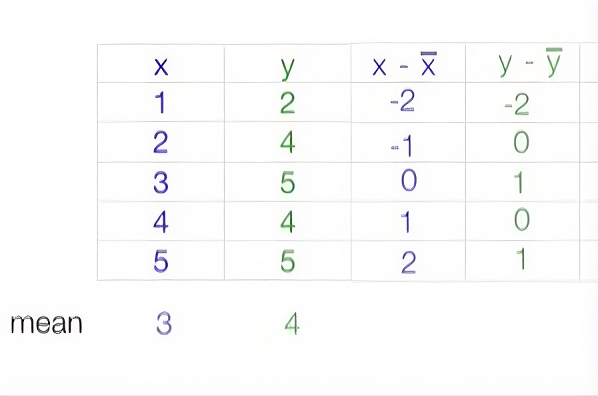 x y x - x̅ y - y̅
1 2 -2 -2
2 4 -1 0
3 5 0 1
4 4 1 0
5 5 2 1
mean 3 4